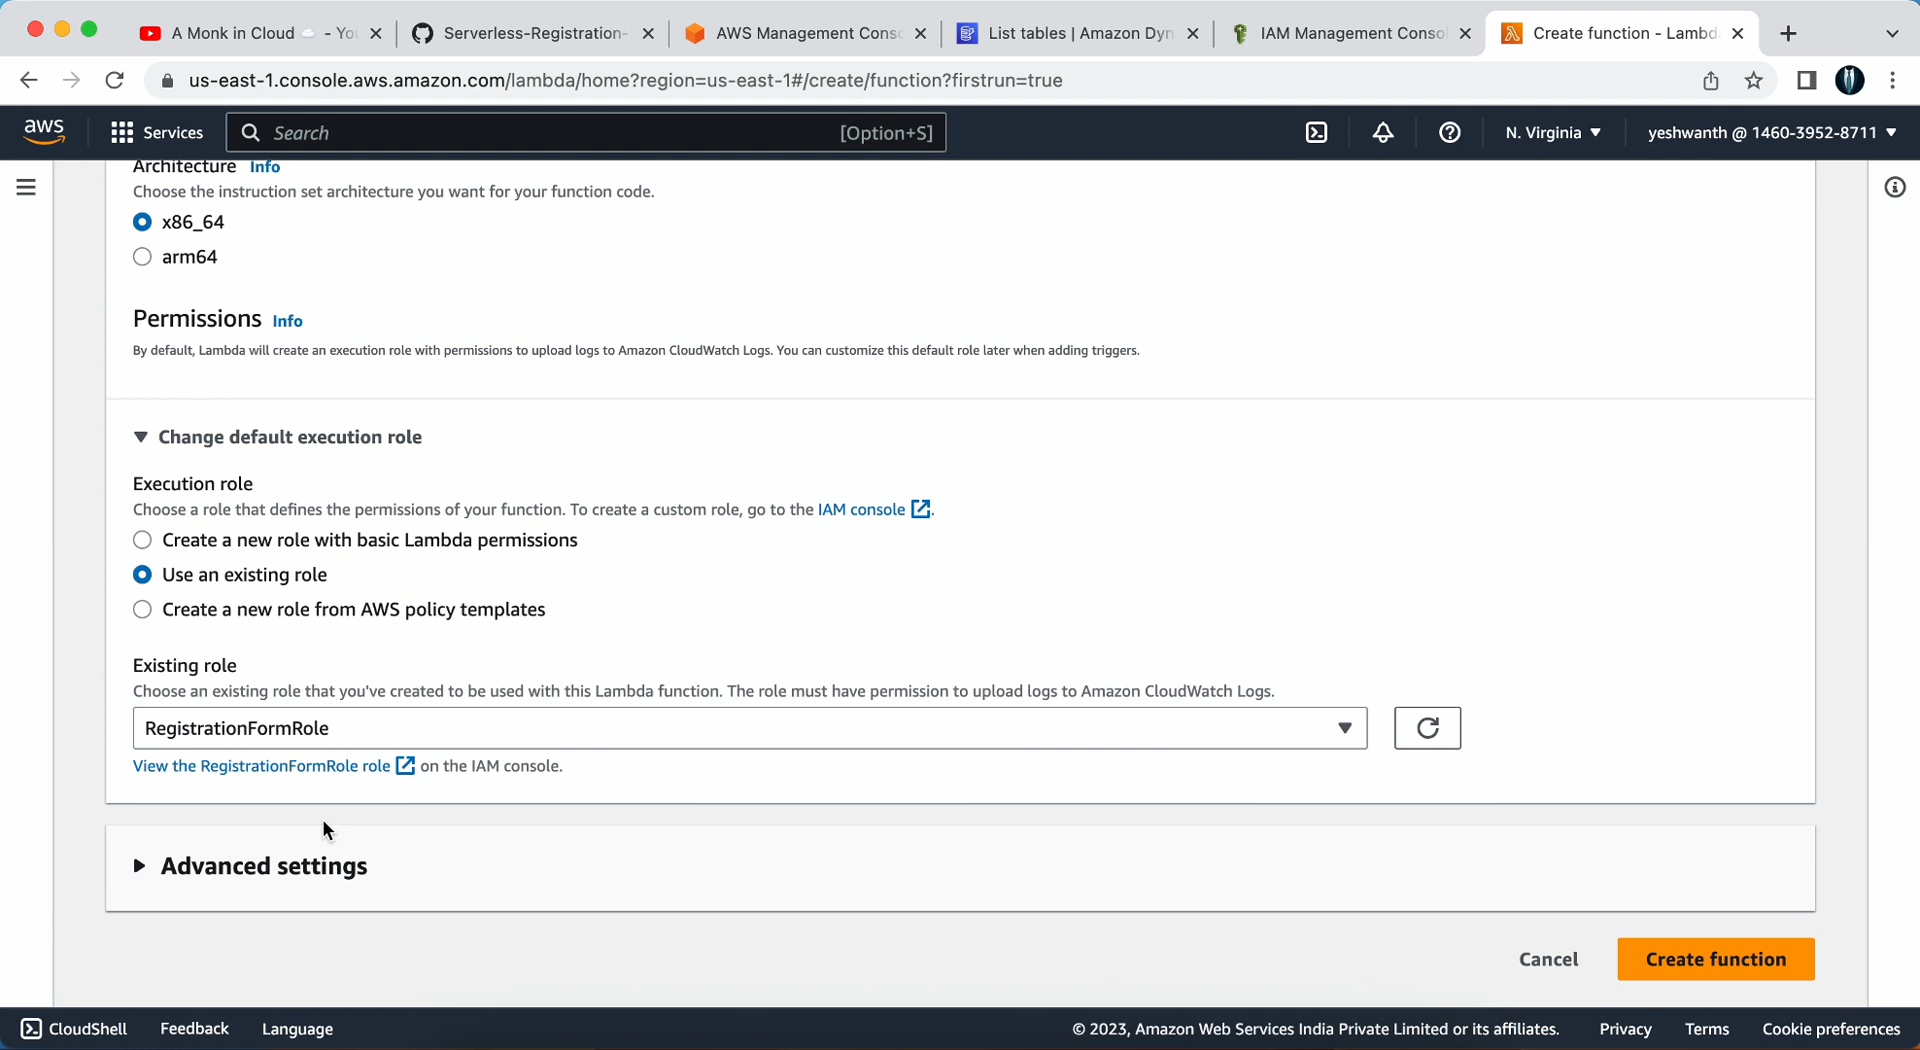 A Monk in Cloud - Yo
Serverless-Registration-
AWS Management Conso
List tables | Amazon Dyn
IAM Management Consol
Create function - Lambd
us-east-1.console.aws.amazon.com/lambda/home?region=us-east-1#/create/function?firstrun=true
aws
Services
Search
[Option+S]
N. Virginia
yeshwanth @ 1460-3952-8711
Architecture Info
Choose the instruction set architecture you want for your function code.
x86_64
arm64
Permissions Info
By default, Lambda will create an execution role with permissions to upload logs to Amazon CloudWatch Logs. You can customize this default role later when adding triggers.
Change default execution role
Execution role
Choose a role that defines the permissions of your function. To create a custom role, go to the IAM console.
Create a new role with basic Lambda permissions
Use an existing role
Create a new role from AWS policy templates
Existing role
Choose an existing role that you've created to be used with this Lambda function. The role must have permission to upload logs to Amazon CloudWatch Logs.
RegistrationFormRole
View the RegistrationFormRole role on the IAM console.
Advanced settings
Cancel
Create function
CloudShell
Feedback
Language
© 2023, Amazon Web Services India Private Limited or its affiliates.
Privacy
Terms
Cookie preferences